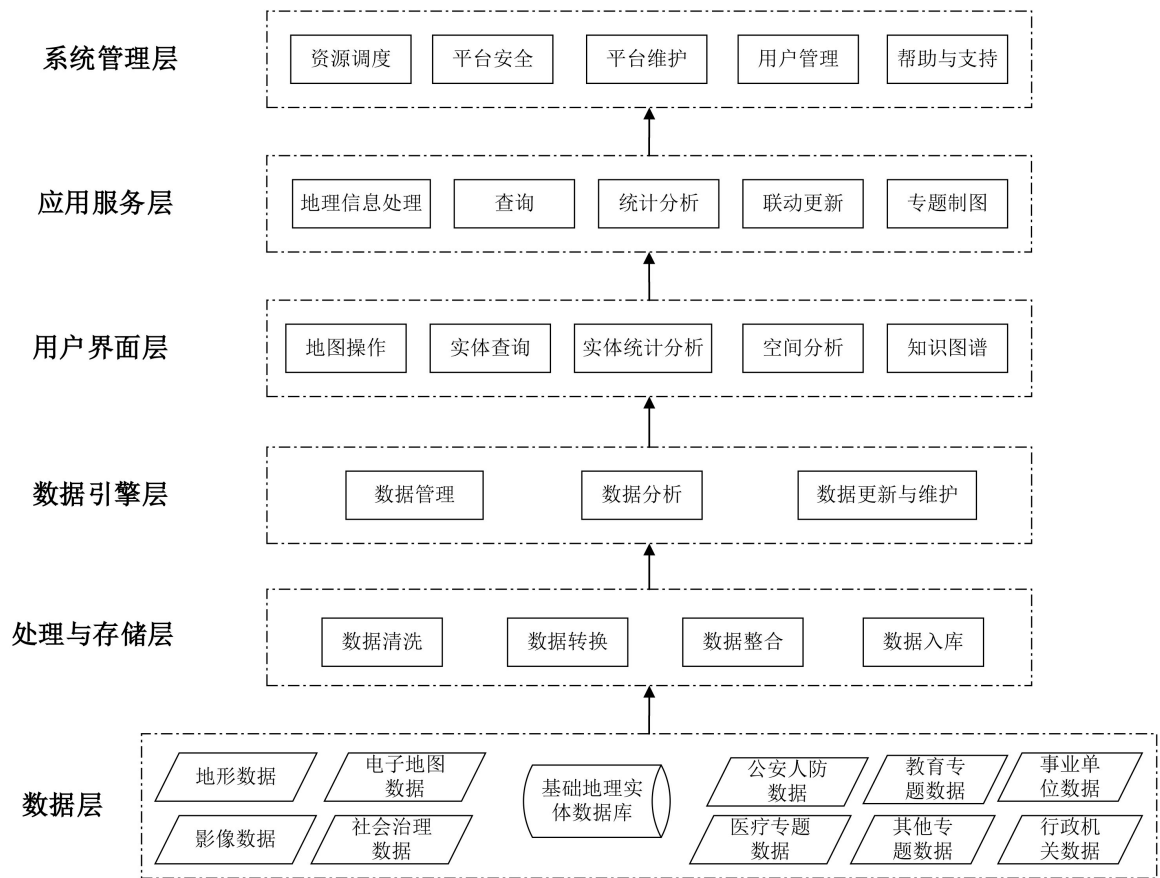 系统管理层
资源调度
平台安全
平台维护
用户管理
帮助与支持
应用服务层
地理信息处理
查询
统计分析
联动更新
专题制图
用户界面层
地图操作
实体查询
实体统计分析
空间分析
知识图谱
数据引擎层
数据管理
数据分析
数据更新与维护
处理与存储层
数据清洗
数据转换
数据整合
数据入库
数据层
地形数据
电子地图
数据
影像数据
社会治理
数据
基础地理实
体数据库
公安人防
数据
教育专
题数据
事业单
位数据
医疗专题
数据
其他专
题数据
行政机
关数据